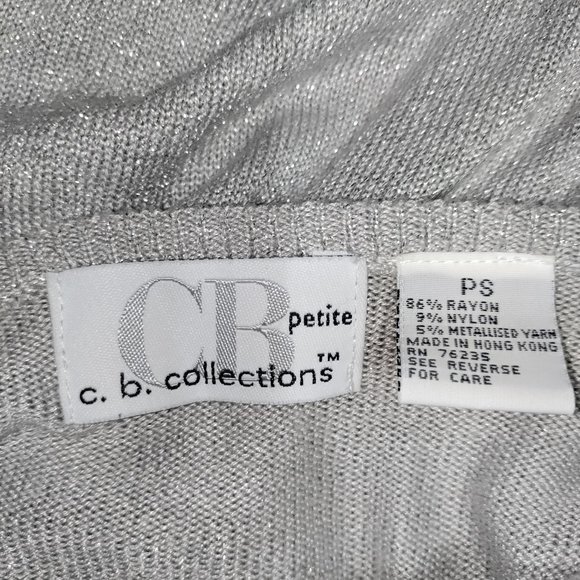 CB
petite
c. b. collections™
PS
86% RAYON
9% NYLON
5% METALLISED YARN
MADE IN HONG KONG
RN 76235
SEE REVERSE
FOR CARE